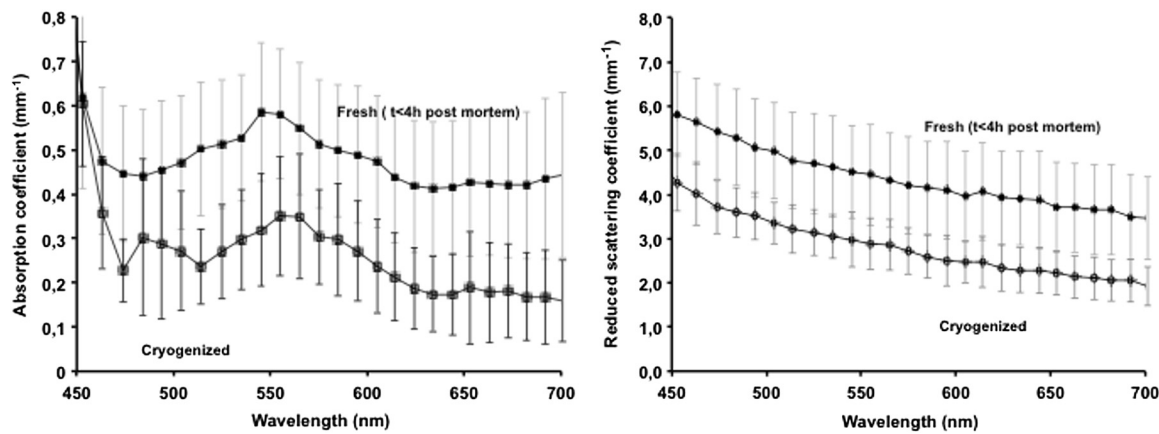 0,8
0,7
0,6
0,5
0,4
0,3
0,2
0,1
0
Absorption coefficient (mm-1)
Fresh ( t<4h post mortem)
Cryogenized
450 500 550 600 650 700
Wavelength (nm)
8,0
7,0
6,0
5,0
4,0
3,0
2,0
1,0
0,0
Reduced scattering coefficient (mm-1)
Fresh (t<4h post mortem)
Cryogenized
450 500 550 600 650 700
Wavelength (nm)